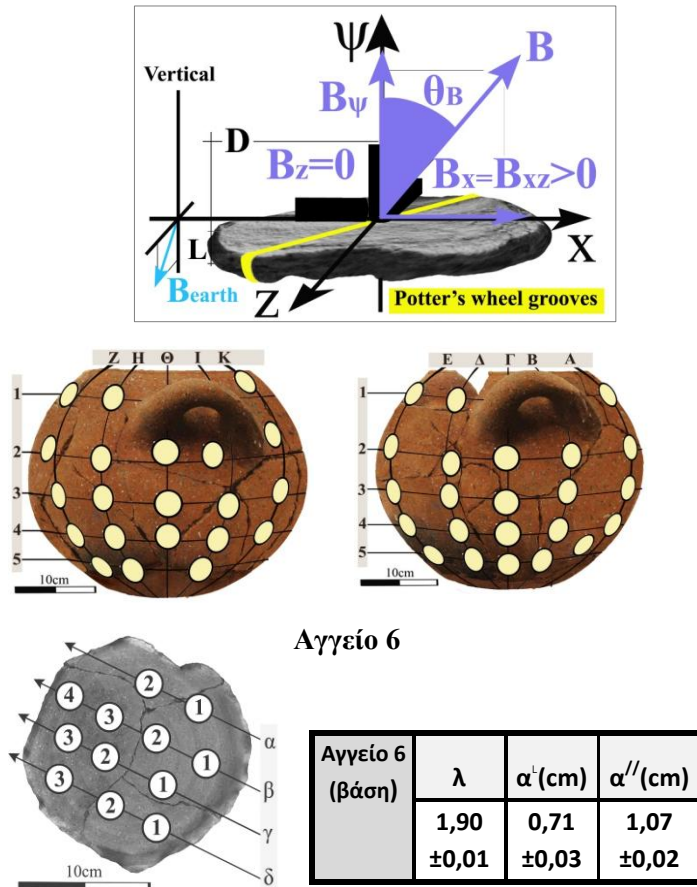 Ψ
Vertical
B
BΨ
θB
D
Bz=0
Bx=Bxz>0
L
X
Bearth
Z
Potter's wheel grooves
Ζ Η Θ Ι Κ
1
2
3
4
5
10cm
Ε Δ Γ Β Α
1
2
3
4
5
10cm
Αγγείο 6
2
1
α
4
3
2
1
β
3
2
1
γ
3
2
1
δ
10cm
Αγγείο 6 (βάση) λ α└(cm) α//(cm)
1,90 ±0,01 0,71 ±0,03 1,07 ±0,02